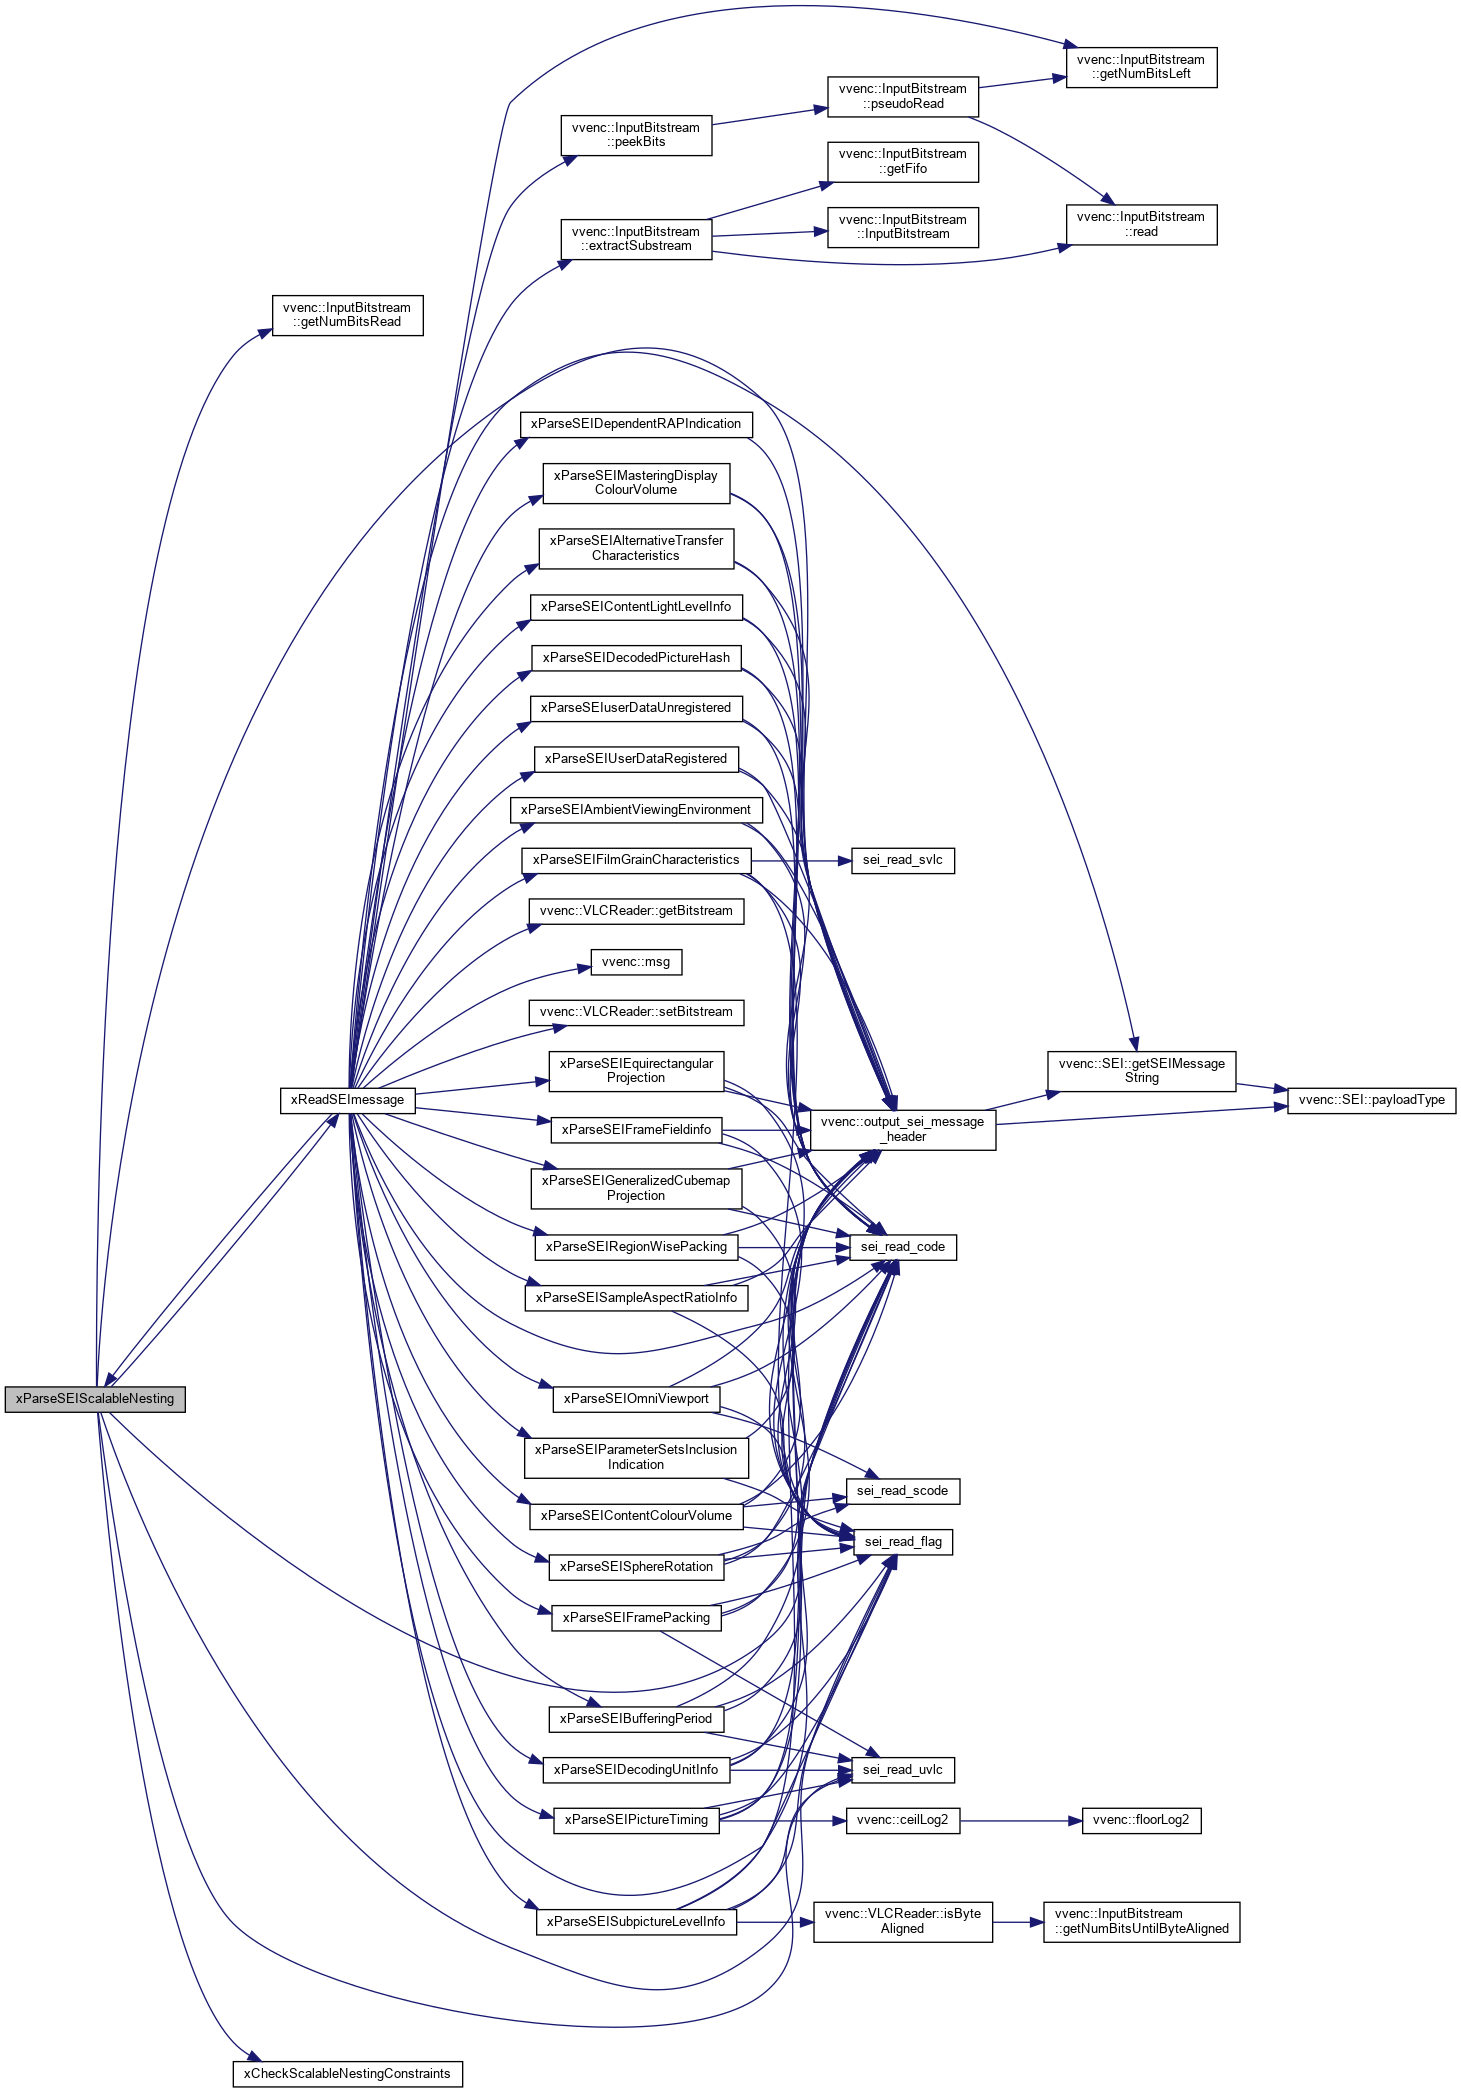 vvenc::InputBitstream
::getNumBitsLeft
vvenc::InputBitstream
::pseudoRead
vvenc::InputBitstream
::peekBits
vvenc::InputBitstream
::getFifo
vvenc::InputBitstream
::read
vvenc::InputBitstream
::InputBitstream
vvenc::InputBitstream
::extractSubstream
vvenc::InputBitstream
::getNumBitsRead
xParseSEIDependentRAPIndication
xParseSEIMasteringDisplay
ColourVolume
xParseSEIAlternativeTransfer
Characteristics
xParseSEIContentLightLevelInfo
xParseSEIDecodedPictureHash
xParseSEIuserDataUnregistered
xParseSEIUserDataRegistered
xParseSEIAmbientViewingEnvironment
xParseSEIFilmGrainCharacteristics
sei_read_svlc
vvenc::VLCReader::getBitstream
vvenc::msg
vvenc::VLCReader::setBitstream
xParseSEIEquirectangular
Projection
vvenc::SEI::getSEIMessage
String
xReadSEImessage
vvenc::SEI::payloadType
xParseSEIFrameFieldinfo
vvenc::output_sei_message
_header
xParseSEIGeneralizedCubemap
Projection
xParseSEIRegionWisePacking
sei_read_code
xParseSEISampleAspectRatioInfo
xParseSEIScalableNesting
xParseSEIOmniViewport
xParseSEIParameterSetsInclusion
Indication
sei_read_scode
xParseSEIContentColourVolume
sei_read_flag
xParseSEISphereRotation
xParseSEIFramePacking
xParseSEIBufferingPeriod
xParseSEIDecodingUnitInfo
sei_read_uvlc
xParseSEIPictureTiming
vvenc::ceilLog2
vvenc::floorLog2
xParseSEISubpictureLevelInfo
vvenc::VLCReader::isByte
Aligned
vvenc::InputBitstream
::getNumBitsUntilByteAligned
xCheckScalableNestingConstraints